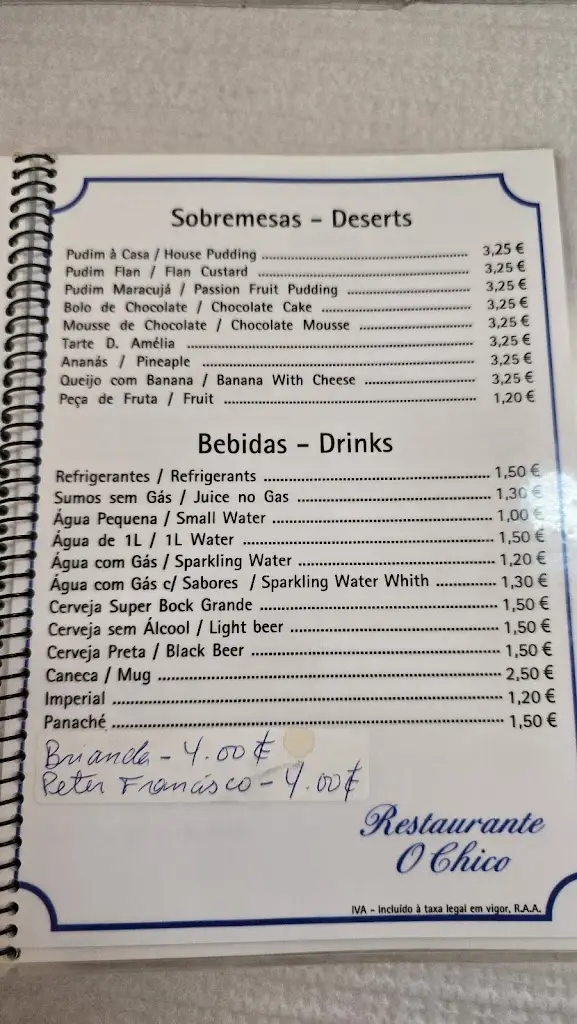 Sobremesas – Deserts
Pudim à Casa / House Pudding ........ 3,25 €
Pudim Flan / Flan Custard ........ 3,25 €
Pudim Maracujá / Passion Fruit Pudding ........ 3,25 €
Bolo de Chocolate / Chocolate Cake ........ 3,25 €
Mousse de Chocolate / Chocolate Mousse ........ 3,25 €
Tarte D. Amélia ........ 3,25 €
Ananás / Pineaple ........ 3,25 €
Queijo com Banana / Banana With Cheese ........ 3,25 €
Peça de Fruta / Fruit ........ 1,20 €
Bebidas – Drinks
Refrigerantes / Refrigerants ........ 1,50 €
Sumos sem Gás / Juice no Gas ........ 1,30 €
Água Pequena / Small Water ........ 1,00 €
Água de 1L / 1L Water ........ 1,50 €
Água com Gás / Sparkling Water ........ 1,20 €
Água com Gás c/ Sabores / Sparkling Water Whith ........ 1,30 €
Cerveja Super Bock Grande ........ 1,50 €
Cerveja sem Álcool / Light beer ........ 1,50 €
Cerveja Preta / Black Beer ........ 1,50 €
Caneca / Mug ........ 2,50 €
Imperial ........ 1,20 €
Panaché ........ 1,50 €
Brianda – 4.00 €
Peter Francisco – 4.00 €
Restaurante
O Chico
IVA - Incluído à taxa legal em vigor, R.A.A.